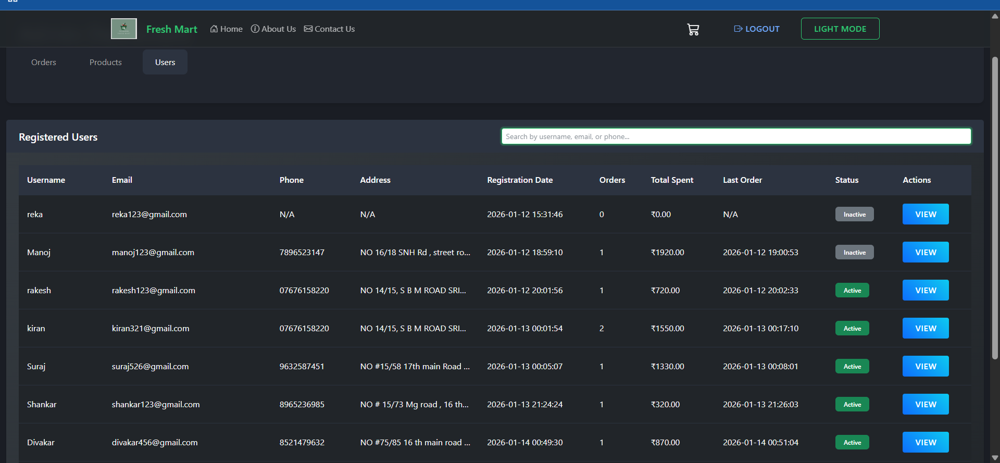 Fresh Mart Home About Us Contact Us LOGOUT LIGHT MODE
Orders Products Users
Registered Users Search by username, email, or phone...
Username Email Phone Address Registration Date Orders Total Spent Last Order Status Actions
reka reka123@gmail.com N/A N/A 2026-01-12 15:31:46 0 ₹0.00 N/A Inactive VIEW
Manoj manoj123@gmail.com 7896523147 NO 16/18 SNH Rd , street ro... 2026-01-12 18:59:10 1 ₹1920.00 2026-01-12 19:00:53 Inactive VIEW
rakesh rakesh123@gmail.com 07676158220 NO 14/15, S B M ROAD SRI... 2026-01-12 20:01:56 1 ₹720.00 2026-01-12 20:02:33 Active VIEW
kiran kiran321@gmail.com 07676158220 NO 14/15, S B M ROAD SRI... 2026-01-13 00:01:54 2 ₹1550.00 2026-01-13 00:17:10 Active VIEW
Suraj suraj526@gmail.com 9632587451 NO #15/58 17th main Road ... 2026-01-13 00:05:07 1 ₹1330.00 2026-01-13 00:08:01 Active VIEW
Shankar shankar123@gmail.com 8965236985 NO # 15/73 Mg road , 16 th... 2026-01-13 21:24:24 1 ₹320.00 2026-01-13 21:26:03 Active VIEW
Divakar divakar456@gmail.com 8521479632 NO #75/85 16 th main road ... 2026-01-14 00:49:30 1 ₹870.00 2026-01-14 00:51:04 Active VIEW